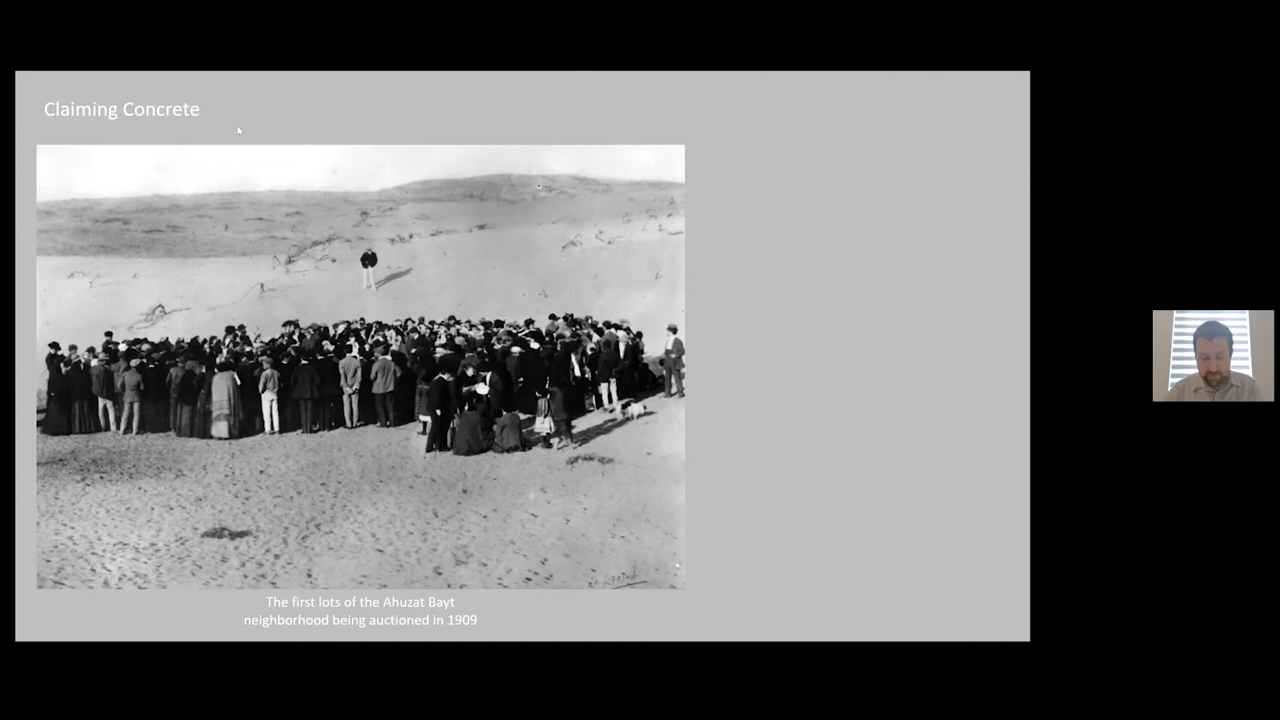 Claiming Concrete
The first lots of the Ahuzat Bayt
neighborhood being auctioned in 1909